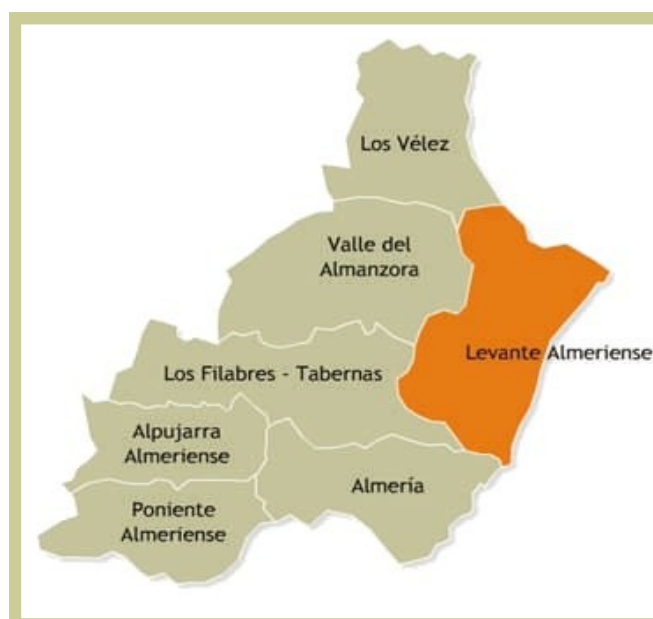 Los Vélez
Valle del
Almanzora
Levante Almeriense
Los Filabres - Tabernas
Alpujarra
Almeriense
Almería
Poniente
Almeriense